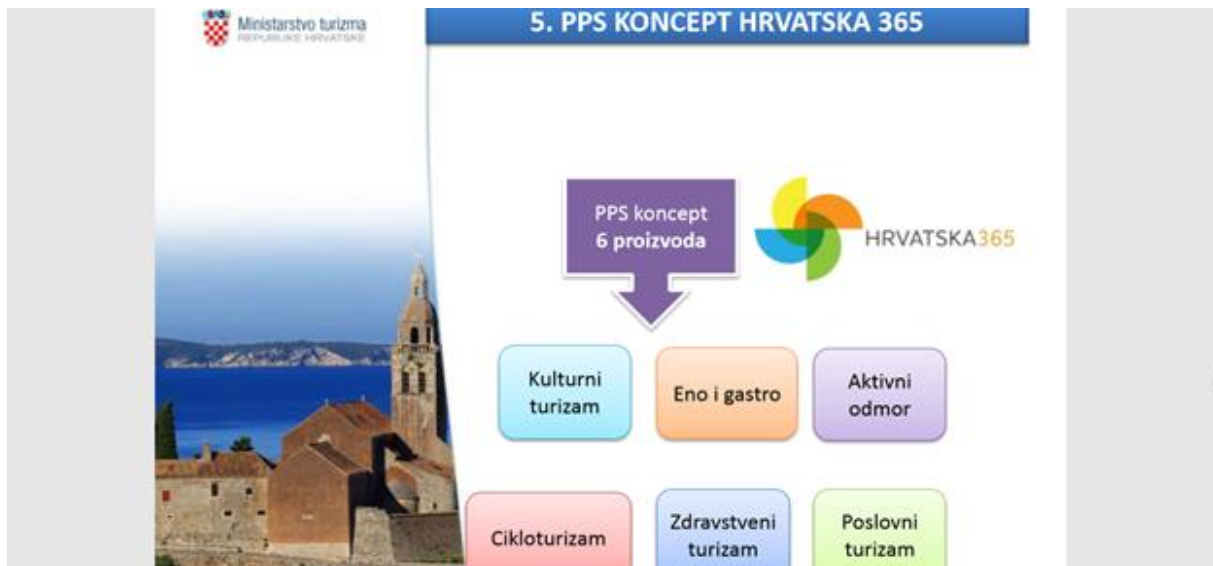 Ministarstvo turizma
REPUBLIKE HRVATSKE
5. PPS KONCEPT HRVATSKA 365
PPS koncept
6 proizvoda
HRVATSKA365
Kulturni
turizam
Eno i gastro
Aktivni
odmor
Cikloturizam
Zdravstveni
turizam
Poslovni
turizam